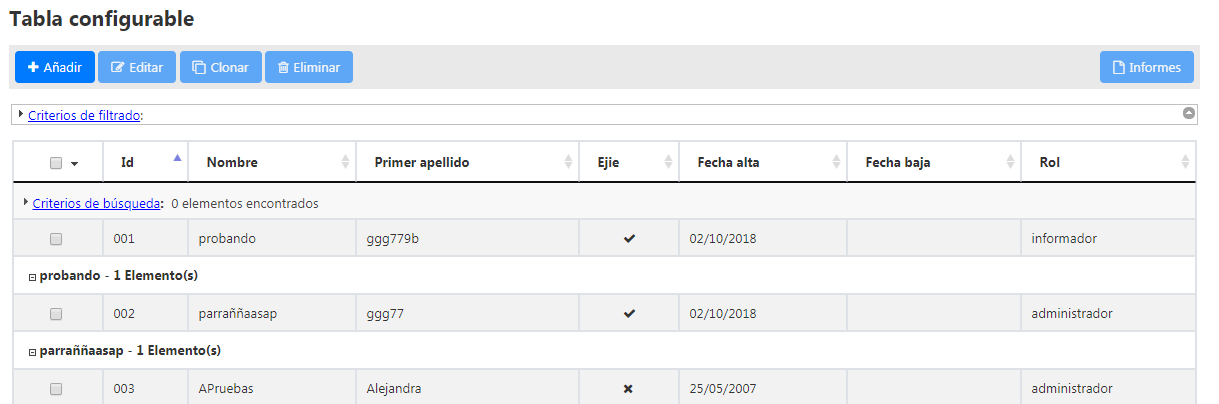 Tabla configurable
Añadir Editar Clonar Eliminar Informes
Criterios de filtrado:
Id Nombre Primer apellido Ejie Fecha alta Fecha baja Rol
Criterios de búsqueda: 0 elementos encontrados
001 probando ggg779b 02/10/2018 informador
probando - 1 Elemento(s)
002 parraññaasap ggg77 02/10/2018 administrador
parraññaasap - 1 Elemento(s)
003 APruebas Alejandra 25/05/2007 administrador